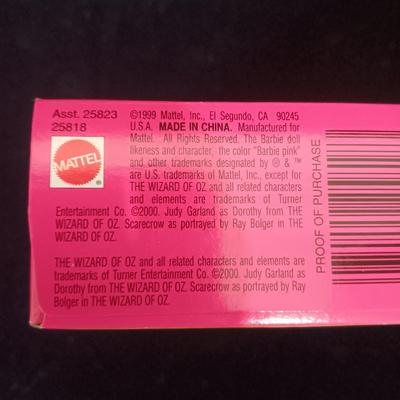 Asst. 25823
25818
MATTEL
®
©1999 Mattel, Inc., El Segundo, CA 90245
U.S.A. MADE IN CHINA. Manufactured for
Mattel. All Rights Reserved. The Barbie doll
likeness and character, the color "Barbie pink"
and other trademarks designated by ® & ™
are U.S. trademarks of Mattel, Inc., except for
THE WIZARD OF OZ and all related characters
and elements are trademarks of Turner
Entertainment Co. ©2000. Judy Garland as Dorothy from THE
WIZARD OF OZ. Scarecrow as portrayed by Ray Bolger in THE
WIZARD OF OZ.
THE WIZARD OF OZ and all related characters and elements are
trademarks of Turner Entertainment Co. ©2000. Judy Garland as
Dorothy from THE WIZARD OF OZ. Scarecrow as portrayed by Ray
Bolger in THE WIZARD OF OZ.
PROOF OF PURCHASE